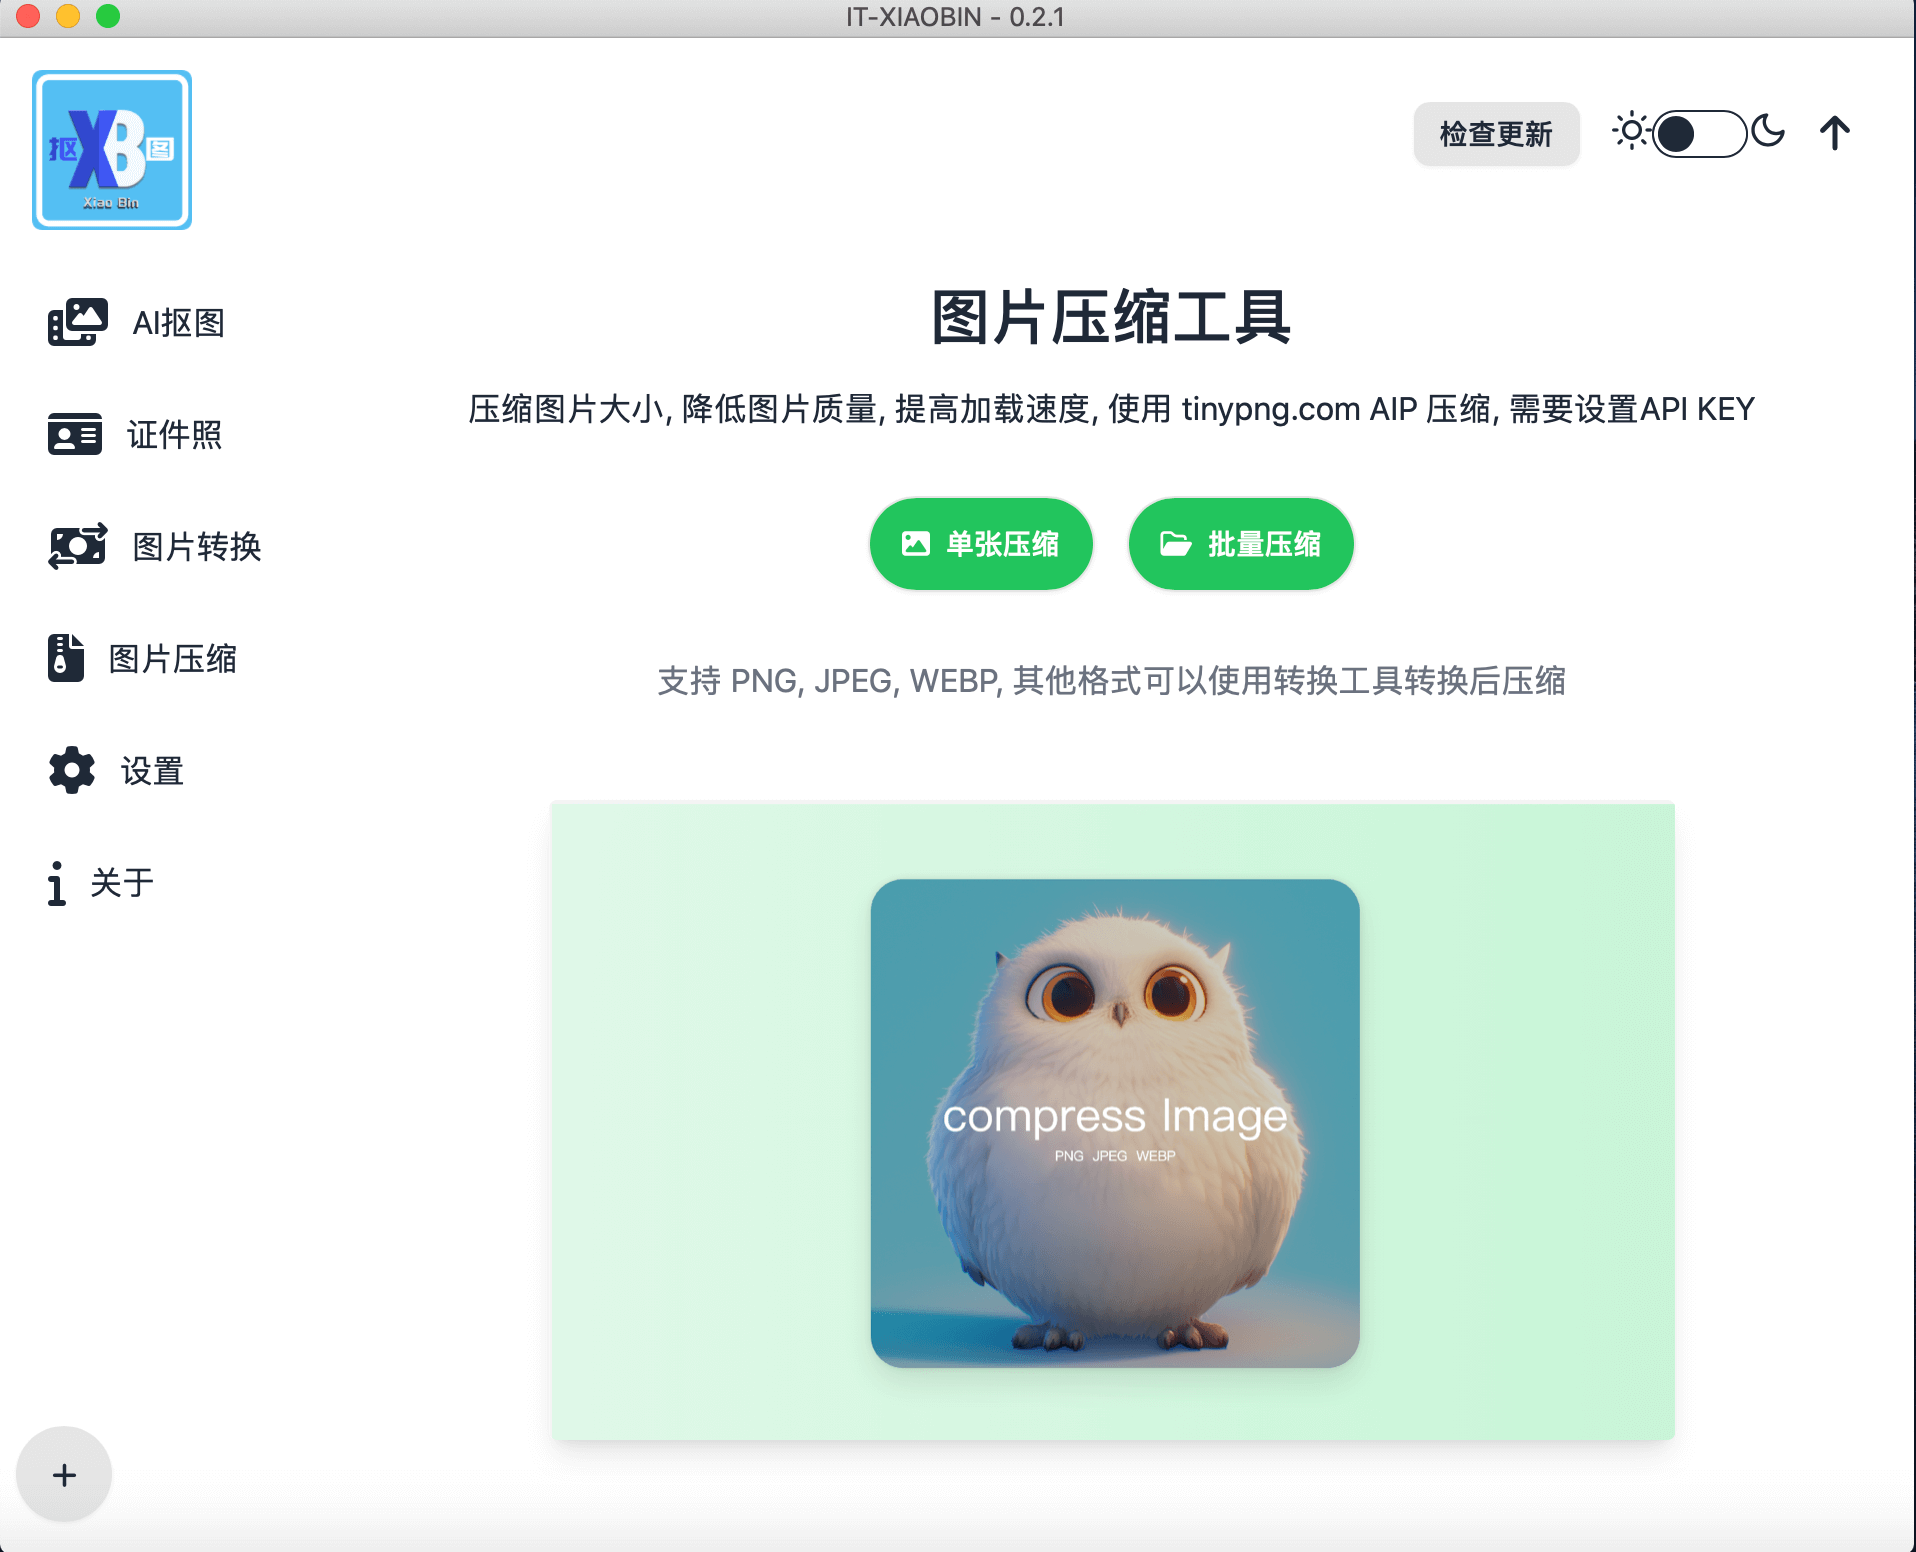 IT-XIAOBIN - 0.2.1
抠 XB 图
Xiao Bin
检查更新
AI抠图
证件照
图片转换
图片压缩
设置
关于
图片压缩工具
压缩图片大小, 降低图片质量, 提高加载速度, 使用 tinypng.com AIP 压缩, 需要设置API KEY
单张压缩
批量压缩
支持 PNG, JPEG, WEBP, 其他格式可以使用转换工具转换后压缩
compress Image
PNG JPEG WEBP